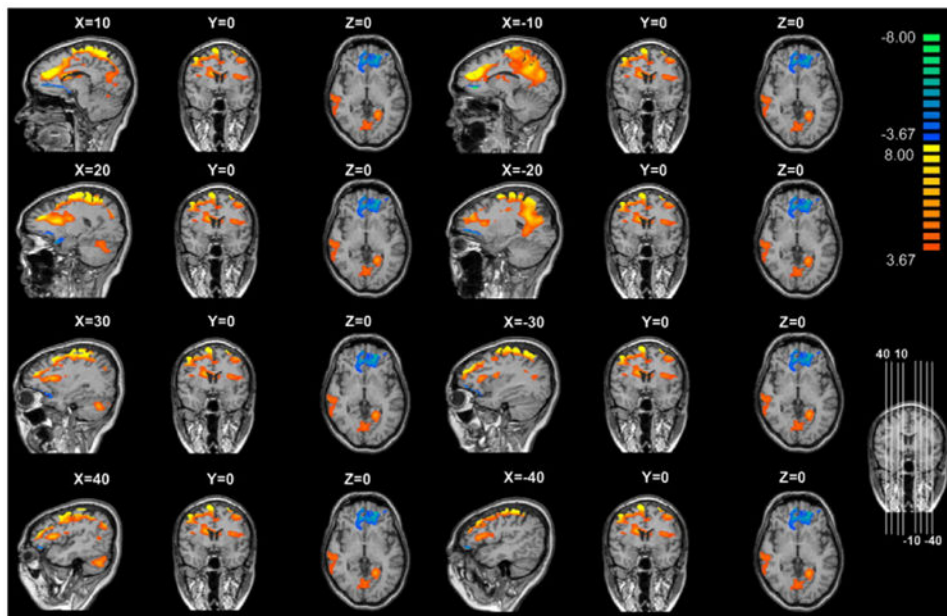 X=10 Y=0 Z=0 X=-10 Y=0 Z=0
-8.00
-3.67
8.00
X=20 Y=0 Z=0 X=-20 Y=0 Z=0
3.67
X=30 Y=0 Z=0 X=-30 Y=0 Z=0
40 10
X=40 Y=0 Z=0 X=-40 Y=0 Z=0
-10 -40